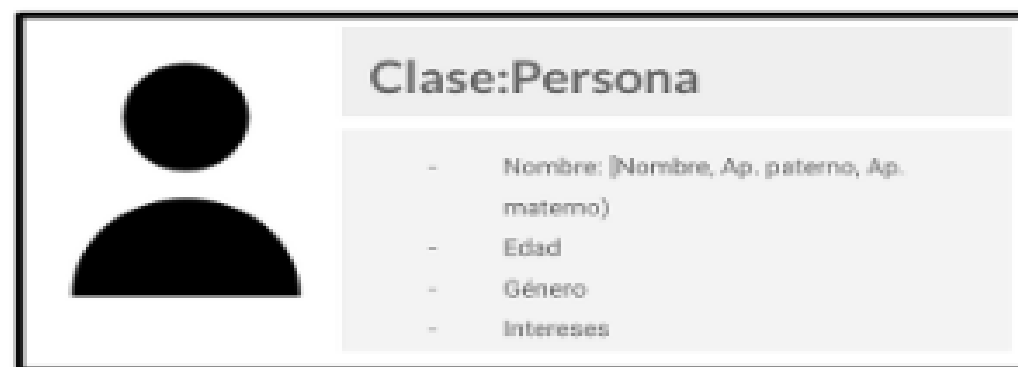 Clase:Persona
- Nombre: [Nombre, Ap. paterno, Ap.
materno)
- Edad
- Género
- Intereses